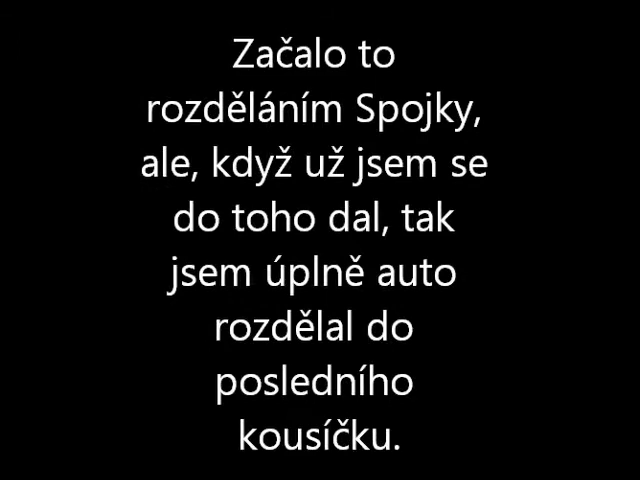 Začalo to
rozděláním Spojky,
ale, když už jsem se
do toho dal, tak
jsem úplně auto
rozdělal do
posledního
kousíčku.